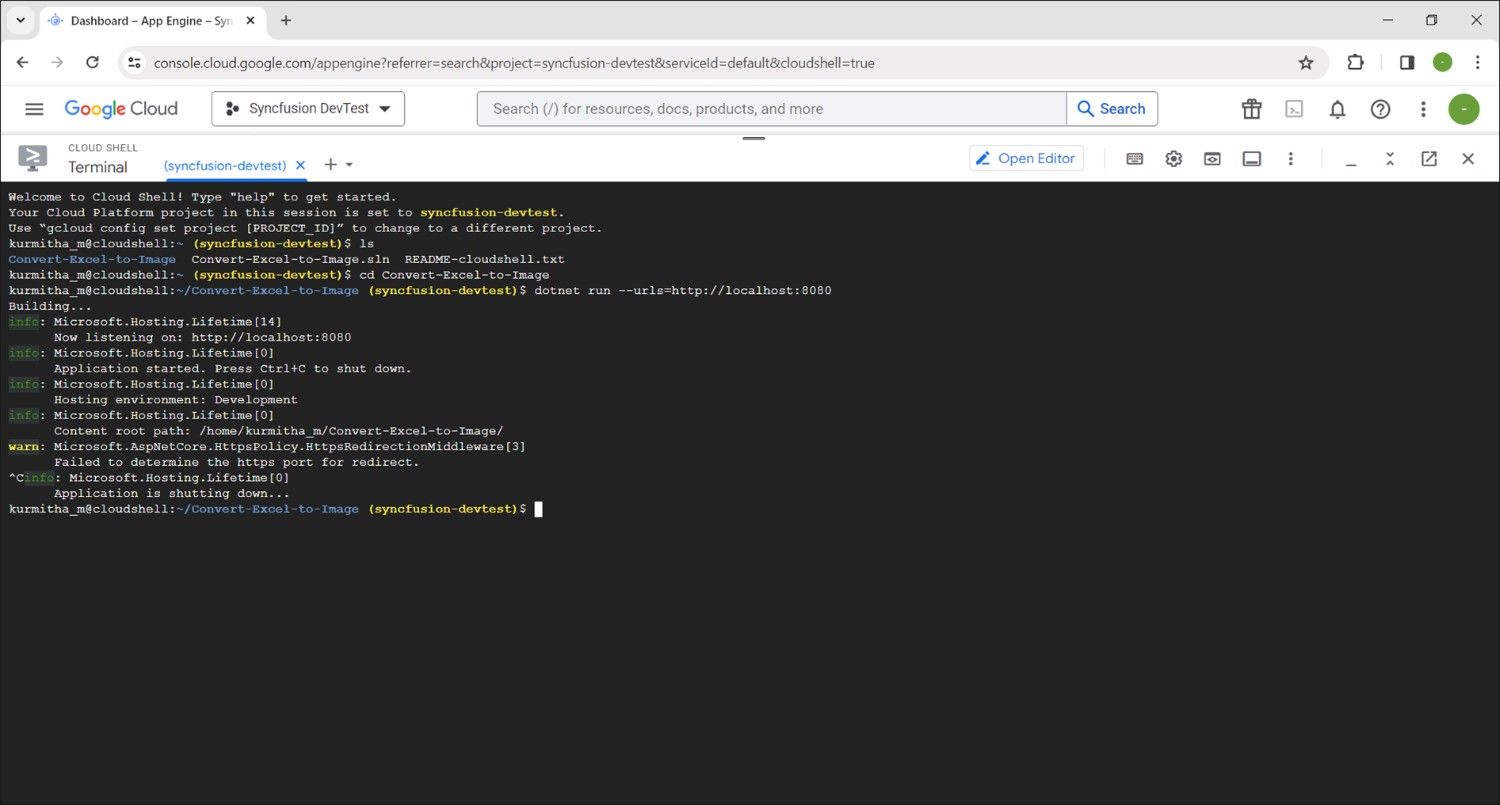 Dashboard – App Engine – Syn
console.cloud.google.com/appengine?referrer=search&project=syncfusion-devtest&serviceId=default&cloudshell=true
Google Cloud
Syncfusion DevTest
Search (/) for resources, docs, products, and more
Search
CLOUD SHELL
Terminal
(syncfusion-devtest)
Open Editor
Welcome to Cloud Shell! Type "help" to get started.
Your Cloud Platform project in this session is set to syncfusion-devtest.
Use “gcloud config set project [PROJECT_ID]” to change to a different project.
kurmitha_m@cloudshell:~ (syncfusion-devtest)$ ls
Convert-Excel-to-Image  Convert-Excel-to-Image.sln  README-cloudshell.txt
kurmitha_m@cloudshell:~ (syncfusion-devtest)$ cd Convert-Excel-to-Image
kurmitha_m@cloudshell:~/Convert-Excel-to-Image (syncfusion-devtest)$ dotnet run --urls=http://localhost:8080
Building...
info: Microsoft.Hosting.Lifetime[14]
      Now listening on: http://localhost:8080
info: Microsoft.Hosting.Lifetime[0]
      Application started. Press Ctrl+C to shut down.
info: Microsoft.Hosting.Lifetime[0]
      Hosting environment: Development
info: Microsoft.Hosting.Lifetime[0]
      Content root path: /home/kurmitha_m/Convert-Excel-to-Image/
warn: Microsoft.AspNetCore.HttpsPolicy.HttpsRedirectionMiddleware[3]
      Failed to determine the https port for redirect.
^Cinfo: Microsoft.Hosting.Lifetime[0]
      Application is shutting down...
kurmitha_m@cloudshell:~/Convert-Excel-to-Image (syncfusion-devtest)$